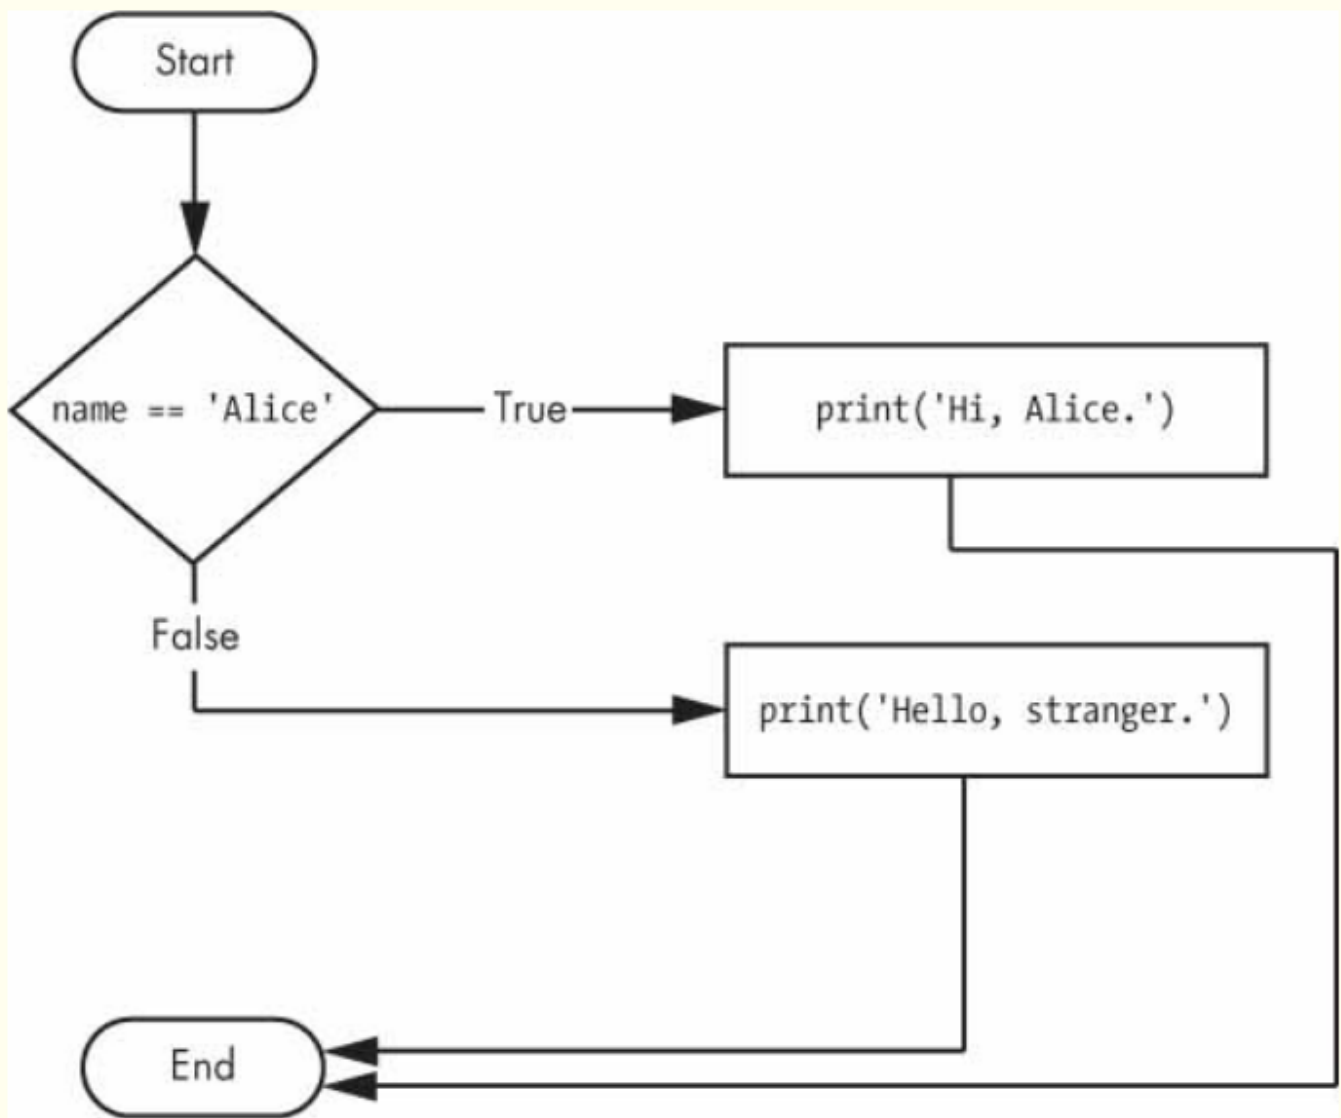 Start
name == 'Alice'
True
print('Hi, Alice.')
False
print('Hello, stranger.')
End